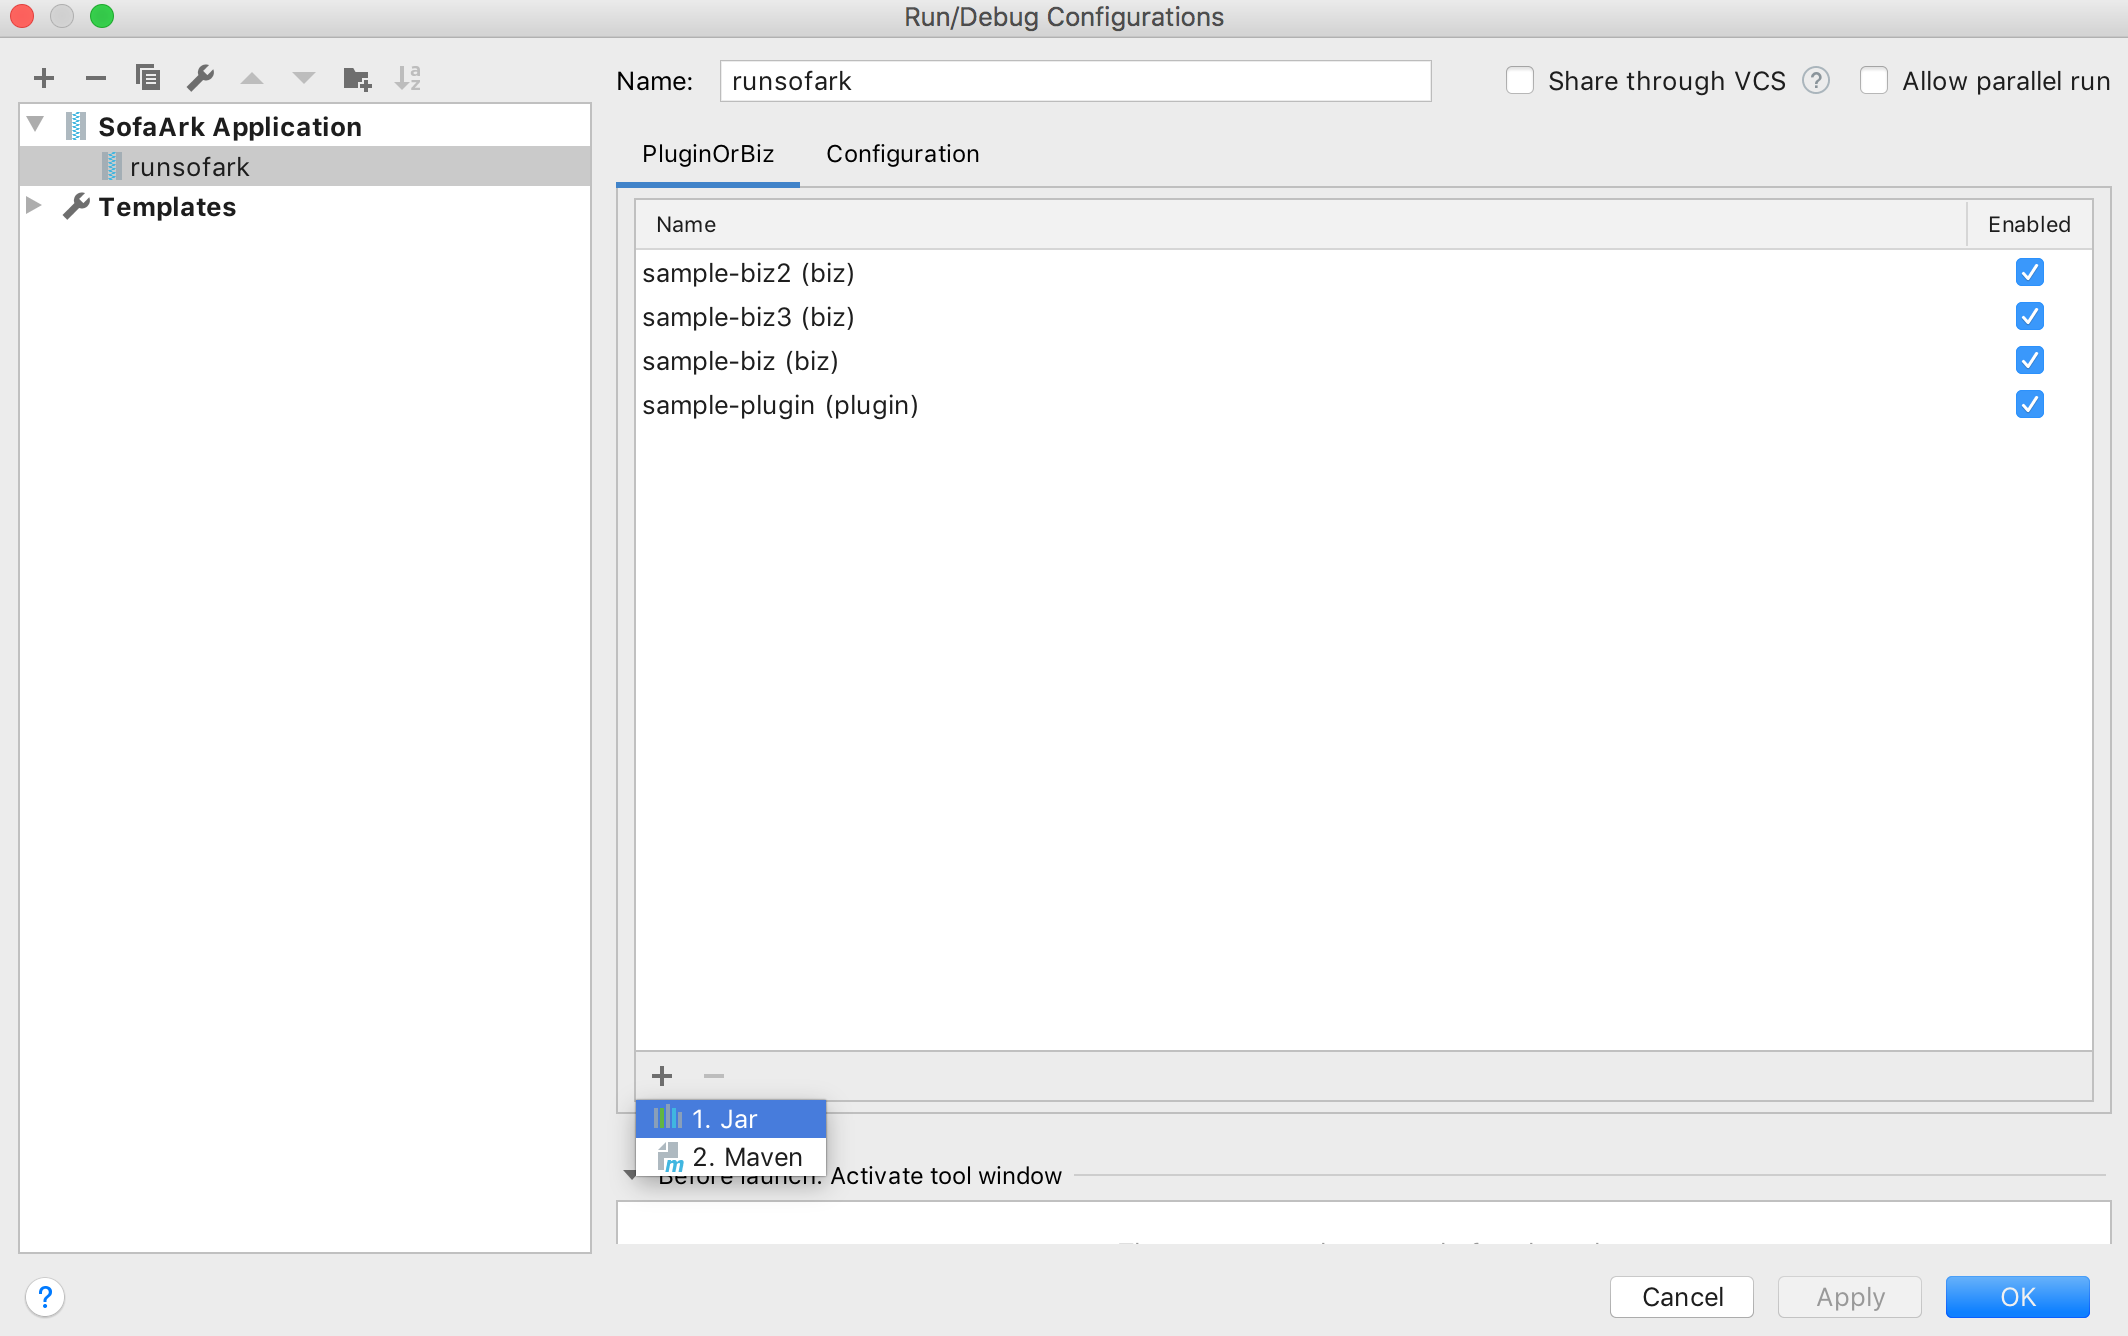 Run/Debug Configurations
Name: runsofark Share through VCS ? Allow parallel run
SofaArk Application
runsofark
Templates
PluginOrBiz Configuration
Name Enabled
sample-biz2 (biz)
sample-biz3 (biz)
sample-biz (biz)
sample-plugin (plugin)
1. Jar
2. Maven
Before launch: Activate tool window
? Cancel Apply OK